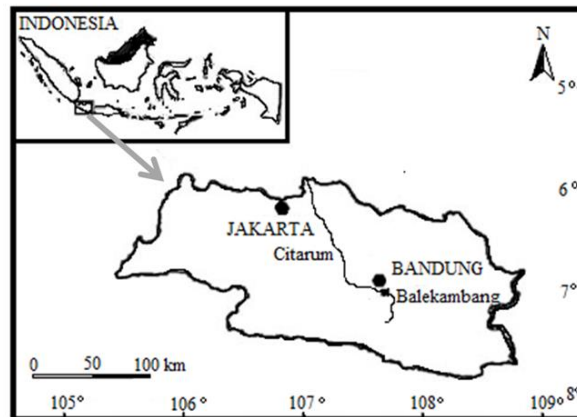 INDONESIA
N
5°
6°
JAKARTA
Citarum
BANDUNG
Balekambang
7°
0 50 100 km
8°
105° 106° 107° 108° 109°